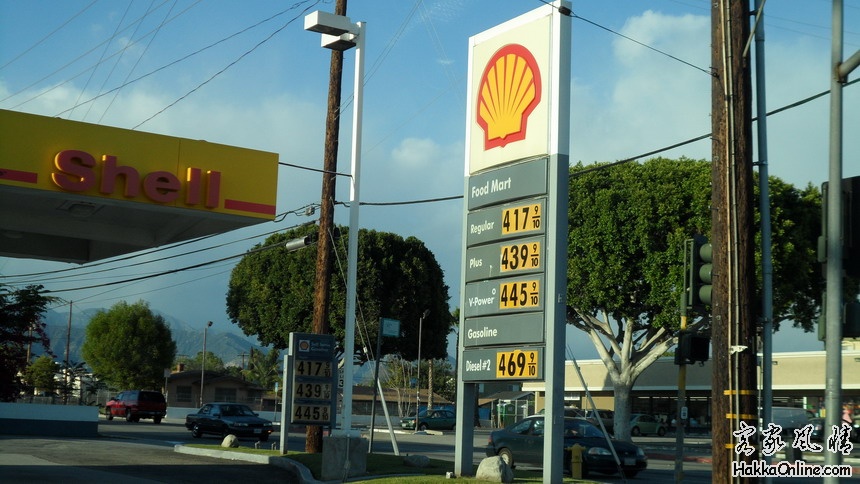 Shell
Food Mart
Regular 417 9/10
Plus 439 9/10
V-Power 445 9/10
Gasoline
Diesel #2 469 9/10
417
439
445
客家風情
HakkaOnline.com